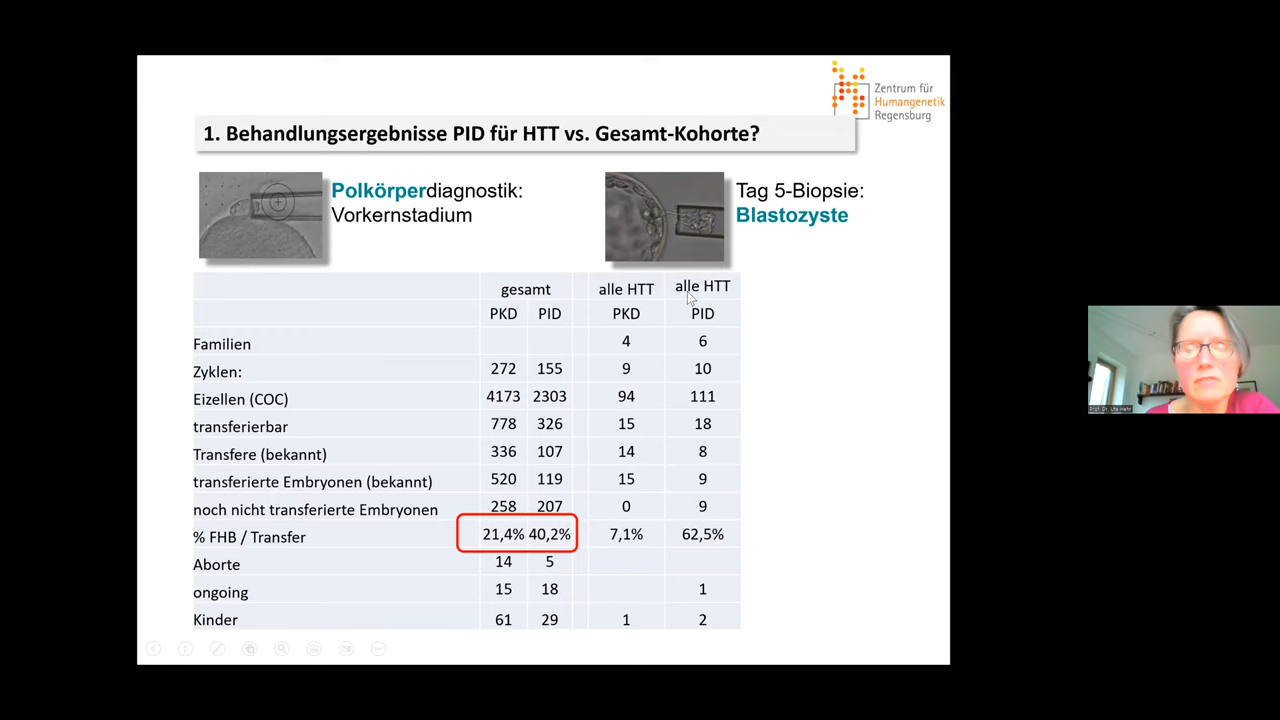 Zentrum für
Humangenetik
Regensburg
1. Behandlungsergebnisse PID für HTT vs. Gesamt-Kohorte?
Polkörperdiagnostik:
Vorkernstadium
Tag 5-Biopsie:
Blastozyste
gesamt alle HTT alle HTT
PKD PID PKD PID
Familien 4 6
Zyklen: 272 155 9 10
Eizellen (COC) 4173 2303 94 111
transferierbar 778 326 15 18
Transfere (bekannt) 336 107 14 8
transferierte Embryonen (bekannt) 520 119 15 9
noch nicht transferierte Embryonen 258 207 0 9
% FHB / Transfer 21,4% 40,2% 7,1% 62,5%
Aborte 14 5
ongoing 15 18 1
Kinder 61 29 1 2
Prof. Dr. Ute Hehr